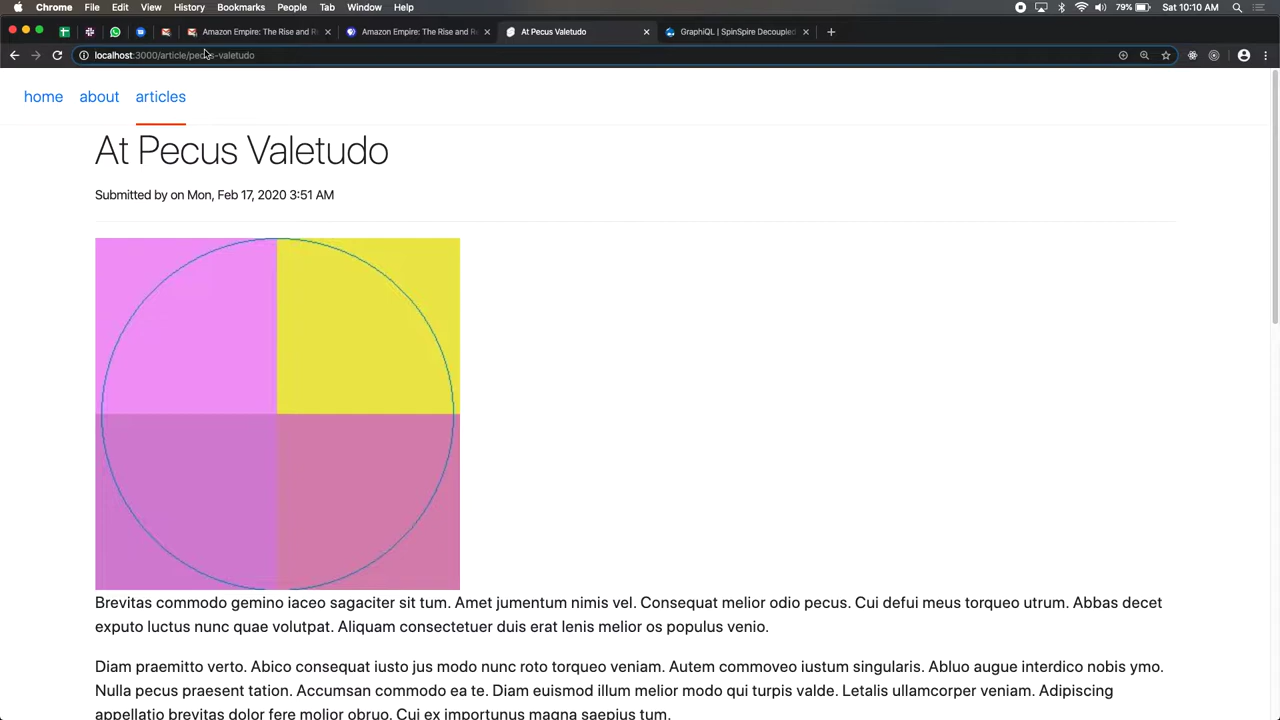 Chrome File Edit View History Bookmarks People Tab Window Help 79% Sat 10:10 AM
Amazon Empire: The Rise and R Amazon Empire: The Rise and Re At Pecus Valetudo GraphiQL | SpinSpire Decoupled
localhost:3000/article/pecus-valetudo
home about articles
At Pecus Valetudo
Submitted by on Mon, Feb 17, 2020 3:51 AM
Brevitas commodo gemino iaceo sagaciter sit tum. Amet jumentum nimis vel. Consequat melior odio pecus. Cui defui meus torqueo utrum. Abbas decet
exputo luctus nunc quae volutpat. Aliquam consectetuer duis erat lenis melior os populus venio.
Diam praemitto verto. Abico consequat iusto jus modo nunc roto torqueo veniam. Autem commoveo iustum singularis. Abluo augue interdico nobis ymo.
Nulla pecus praesent tation. Accumsan commodo ea te. Diam euismod illum melior modo qui turpis valde. Letalis ullamcorper veniam. Adipiscing
appellatio brevitas dolor fere molior obruo. Cui ex importunus magna saepius tum.